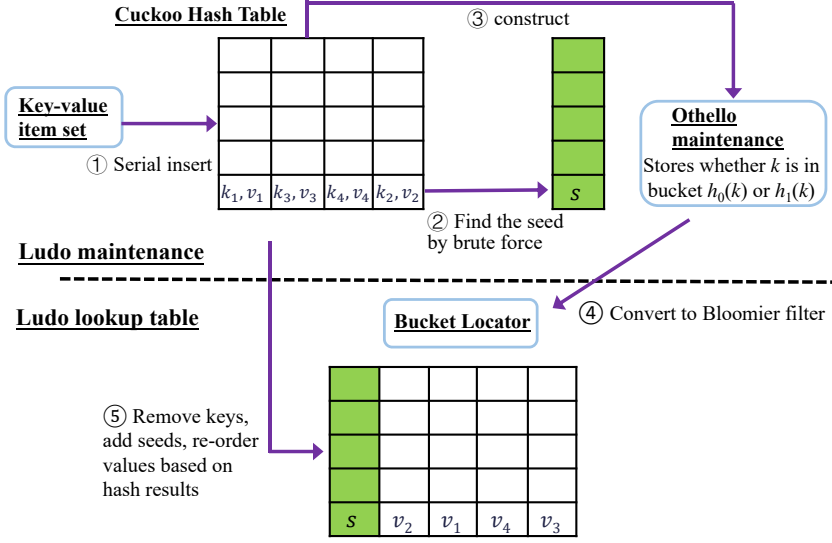 Cuckoo Hash Table
③ construct
Key-value
item set
① Serial insert
k₁, v₁ k₃, v₃ k₄, v₄ k₂, v₂
② Find the seed
by brute force
s
Othello
maintenance
Stores whether k is in
bucket h₀(k) or h₁(k)
Ludo maintenance
Ludo lookup table
Bucket Locator
④ Convert to Bloomier filter
⑤ Remove keys,
add seeds, re-order
values based on
hash results
s v₂ v₁ v₄ v₃